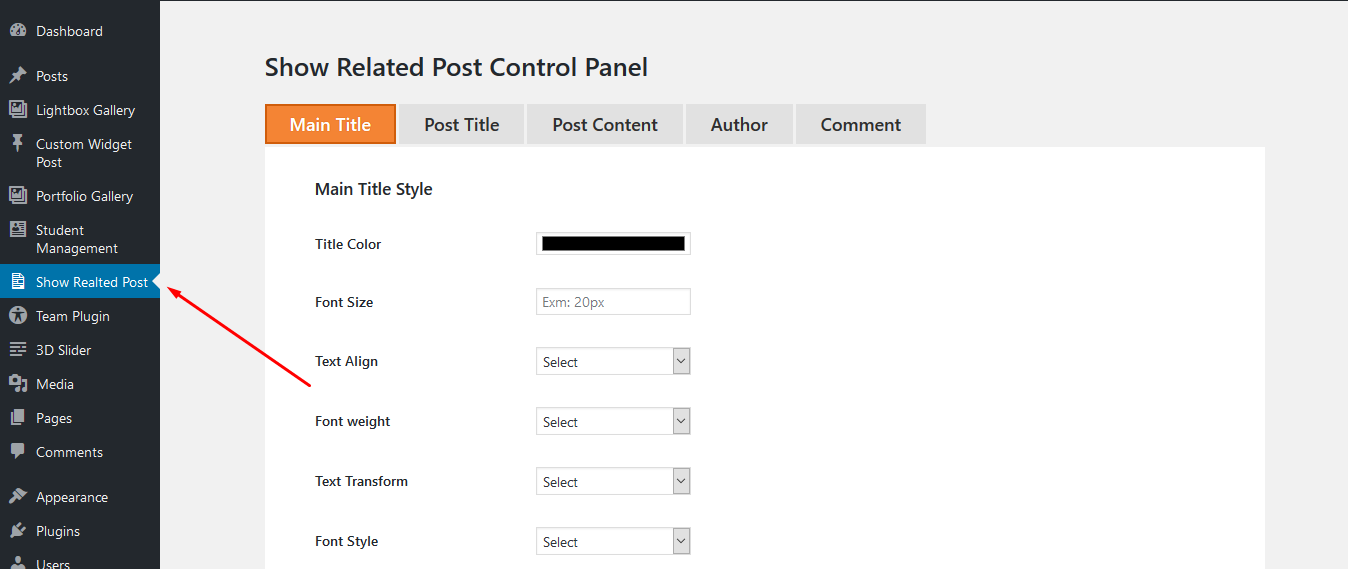 Dashboard
Posts
Lightbox Gallery
Custom Widget
Post
Portfolio Gallery
Student
Management
Show Realted Post
Team Plugin
3D Slider
Media
Pages
Comments
Appearance
Plugins
Users
Show Related Post Control Panel
Main Title
Post Title
Post Content
Author
Comment
Main Title Style
Title Color
Font Size
Exm: 20px
Text Align
Select
Font weight
Select
Text Transform
Select
Font Style
Select